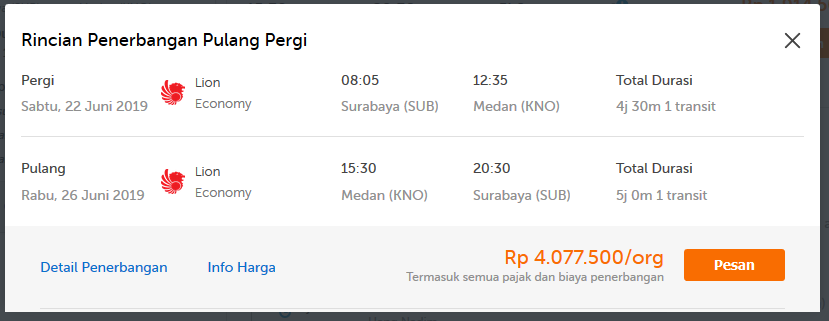 Rincian Penerbangan Pulang Pergi
Pergi Lion 08:05 12:35 Total Durasi
Sabtu, 22 Juni 2019 Economy Surabaya (SUB) Medan (KNO) 4j 30m 1 transit
Pulang Lion 15:30 20:30 Total Durasi
Rabu, 26 Juni 2019 Economy Medan (KNO) Surabaya (SUB) 5j 0m 1 transit
Detail Penerbangan Info Harga Rp 4.077.500/org Pesan
Termasuk semua pajak dan biaya penerbangan